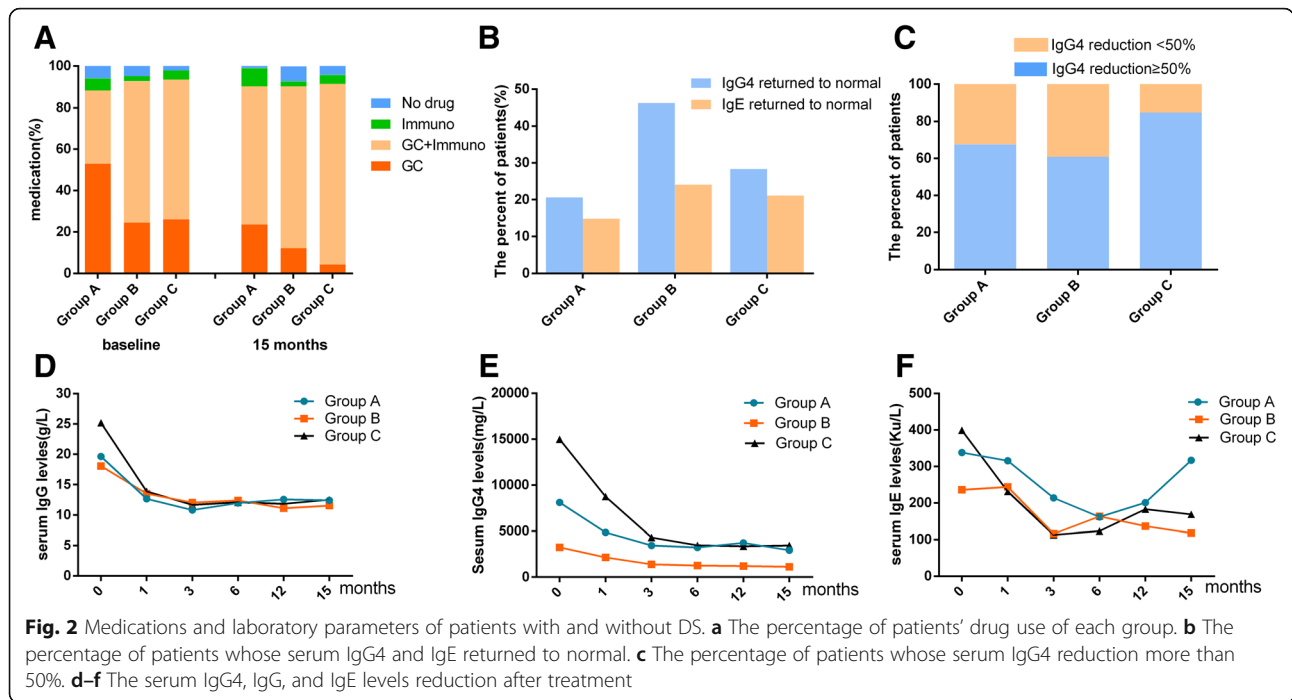 A
medication(%)
100
80
60
40
20
0
Group A
Group B
Group C
Group A
Group B
Group C
baseline
15 months
No drug
Immuno
GC+Immuno
GC
B
The percent of patients(%)
50
40
30
20
10
0
Group A
Group B
Group C
IgG4 returned to normal
IgE returned to normal
C
IgG4 reduction <50%
IgG4 reduction≥50%
The percent of patients
100
80
60
40
20
0
Group A
Group B
Group C
D
serum IgG levles(g/L)
30
25
20
15
10
5
0
0
1
3
6
12
15
months
Group A
Group B
Group C
E
Sesum IgG4 levels(mg/L)
20000
15000
10000
5000
0
0
1
3
6
12
15
months
Group A
Group B
Group C
F
serum IgE levles(Ku/L)
500
400
300
200
100
0
0
1
3
6
12
15
months
Group A
Group B
Group C
Fig. 2 Medications and laboratory parameters of patients with and without DS. a The percentage of patients' drug use of each group. b The
percentage of patients whose serum IgG4 and IgE returned to normal. c The percentage of patients whose serum IgG4 reduction more than
50%. d–f The serum IgG4, IgG, and IgE levels reduction after treatment